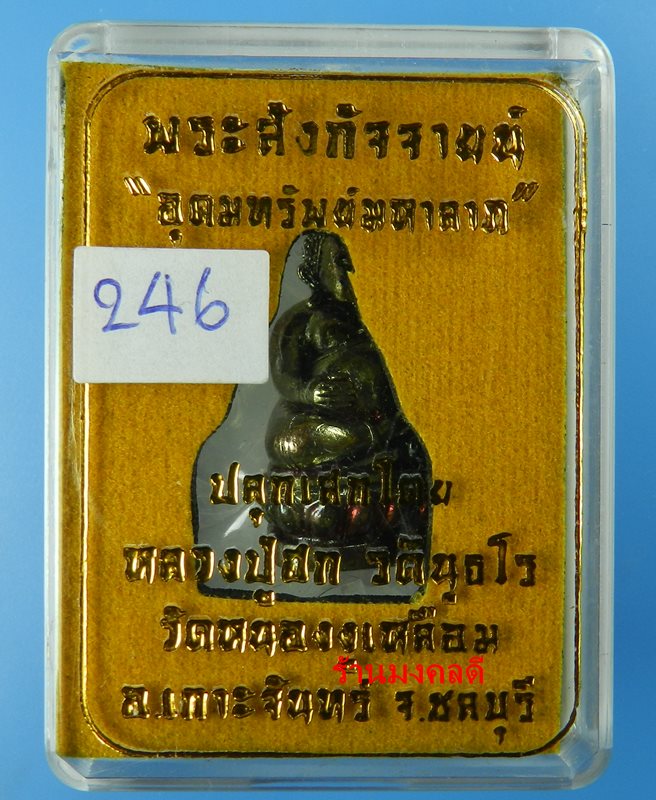 พระสังกัจจายน์
"อุดมทรัพย์มหาลาภ"
246
ปลุกเสกโดย
หลวงปู่ฮก รตินฺธโร
วัดหนองงูเหลือม
ร้านมงคลดี
อ.เกาะจันทร์ จ.ชลบุรี